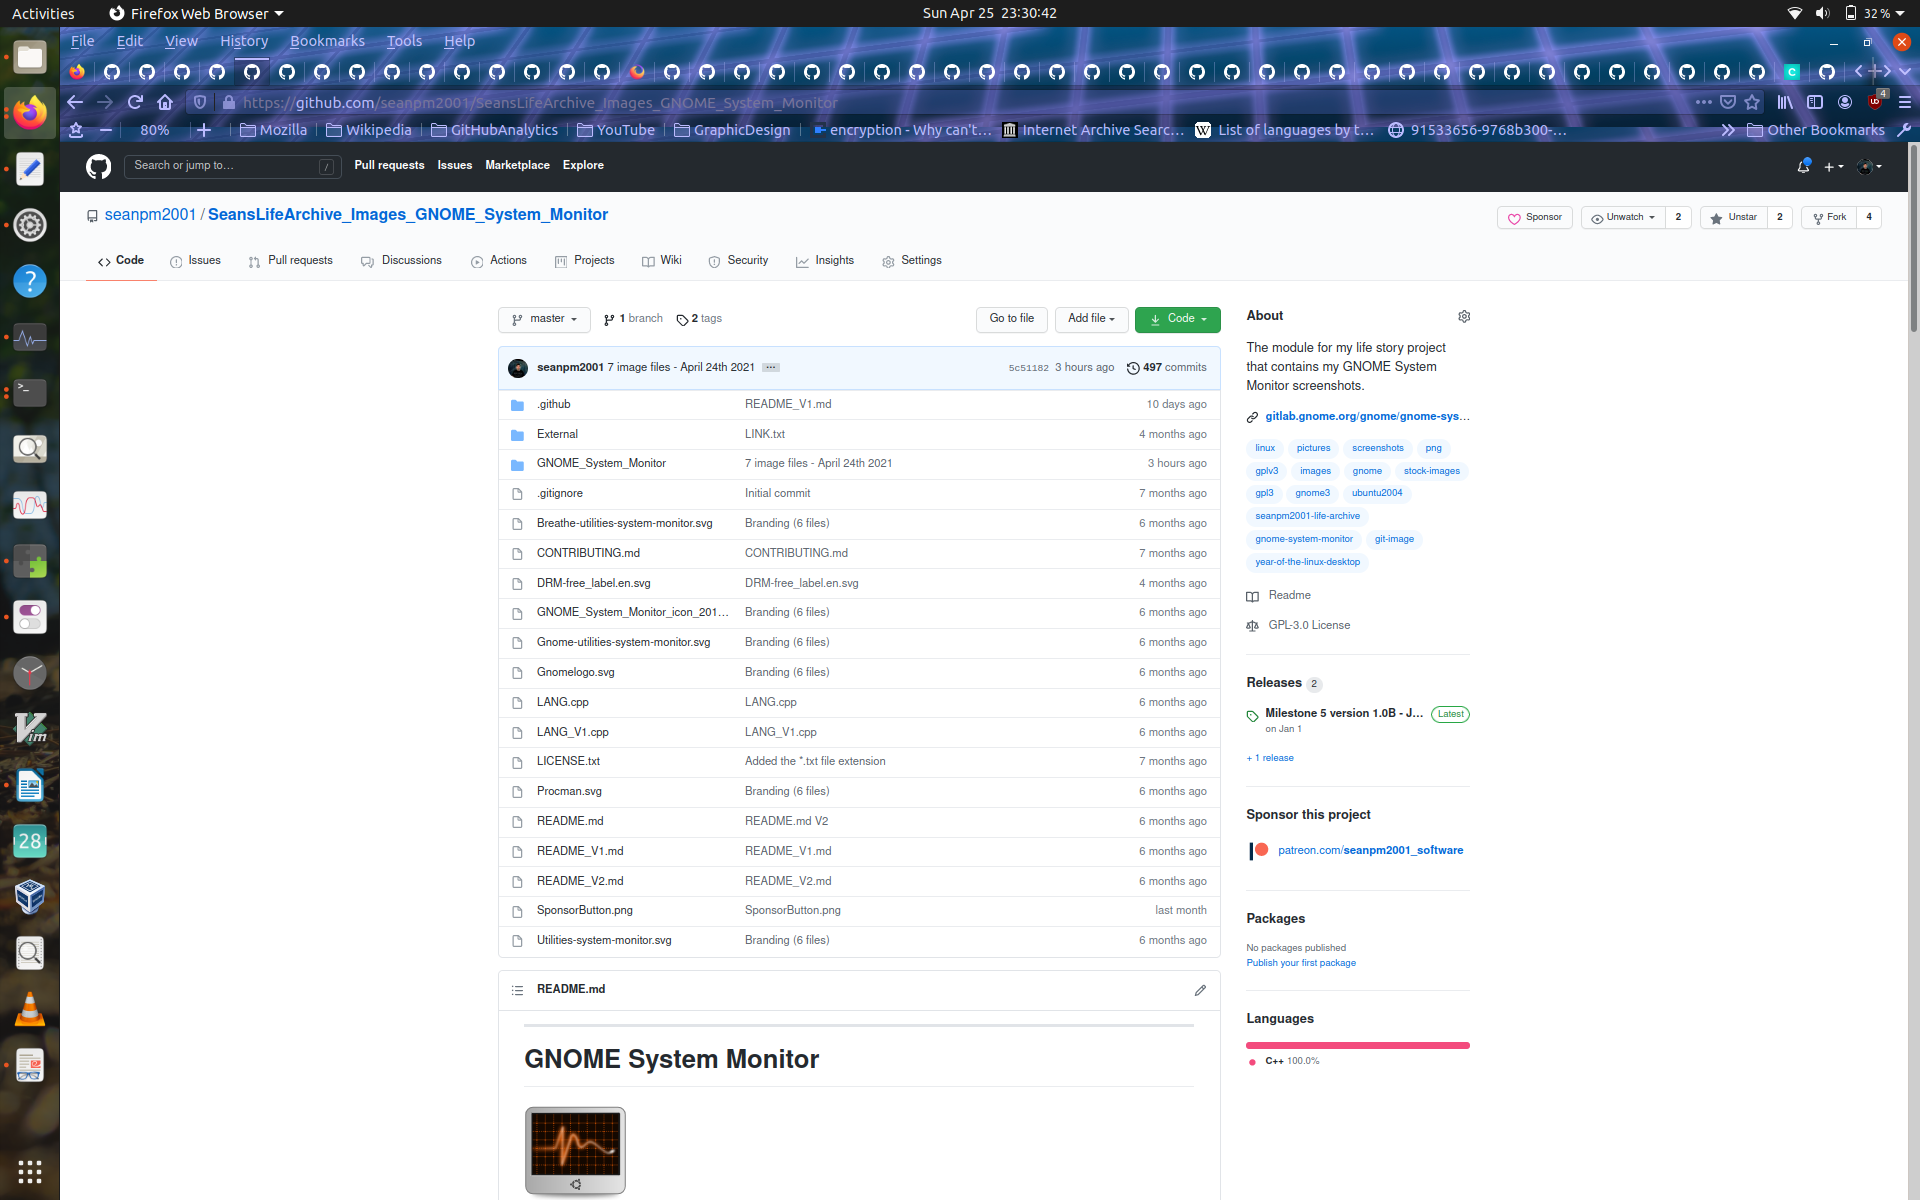 Activities Firefox Web Browser Sun Apr 25 23:30:42 32 %
File Edit View History Bookmarks Tools Help
https://github.com/seanpm2001/SeansLifeArchive_Images_GNOME_System_Monitor 4
80% Mozilla Wikipedia GitHubAnalytics YouTube GraphicDesign encryption - Why can't… Internet Archive Searc… List of languages by t… 91533656-9768b300-… Other Bookmarks
Search or jump to… / Pull requests Issues Marketplace Explore
seanpm2001 / SeansLifeArchive_Images_GNOME_System_Monitor Sponsor Unwatch 2 Unstar 2 Fork 4
Code Issues Pull requests Discussions Actions Projects Wiki Security Insights Settings
master 1 branch 2 tags Go to file Add file Code
seanpm2001 7 image files - April 24th 2021 ... 5c51182 3 hours ago 497 commits
.github README_V1.md 10 days ago
External LINK.txt 4 months ago
GNOME_System_Monitor 7 image files - April 24th 2021 3 hours ago
.gitignore Initial commit 7 months ago
Breathe-utilities-system-monitor.svg Branding (6 files) 6 months ago
CONTRIBUTING.md CONTRIBUTING.md 7 months ago
DRM-free_label.en.svg DRM-free_label.en.svg 4 months ago
GNOME_System_Monitor_icon_201… Branding (6 files) 6 months ago
Gnome-utilities-system-monitor.svg Branding (6 files) 6 months ago
Gnomelogo.svg Branding (6 files) 6 months ago
LANG.cpp LANG.cpp 6 months ago
LANG_V1.cpp LANG_V1.cpp 6 months ago
LICENSE.txt Added the *.txt file extension 7 months ago
Procman.svg Branding (6 files) 6 months ago
README.md README.md V2 6 months ago
README_V1.md README_V1.md 6 months ago
README_V2.md README_V2.md 6 months ago
SponsorButton.png SponsorButton.png last month
Utilities-system-monitor.svg Branding (6 files) 6 months ago
README.md
GNOME System Monitor
About
The module for my life story project
that contains my GNOME System
Monitor screenshots.
gitlab.gnome.org/gnome/gnome-sys…
linux pictures screenshots png
gplv3 images gnome stock-images
gpl3 gnome3 ubuntu2004
seanpm2001-life-archive
gnome-system-monitor git-image
year-of-the-linux-desktop
Readme
GPL-3.0 License
Releases 2
Milestone 5 version 1.0B - J… Latest
on Jan 1
+ 1 release
Sponsor this project
patreon.com/seanpm2001_software
Packages
No packages published
Publish your first package
Languages
C++ 100.0%
28